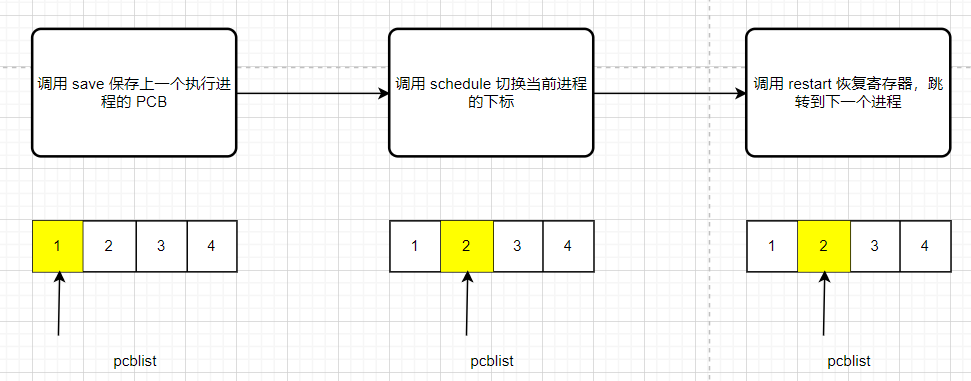 调用 save 保存上一个执行进
程的 PCB
调用 schedule 切换当前进程
的下标
调用 restart 恢复寄存器，跳
转到下一个进程
1 2 3 4
1 2 3 4
1 2 3 4
pcblist
pcblist
pcblist